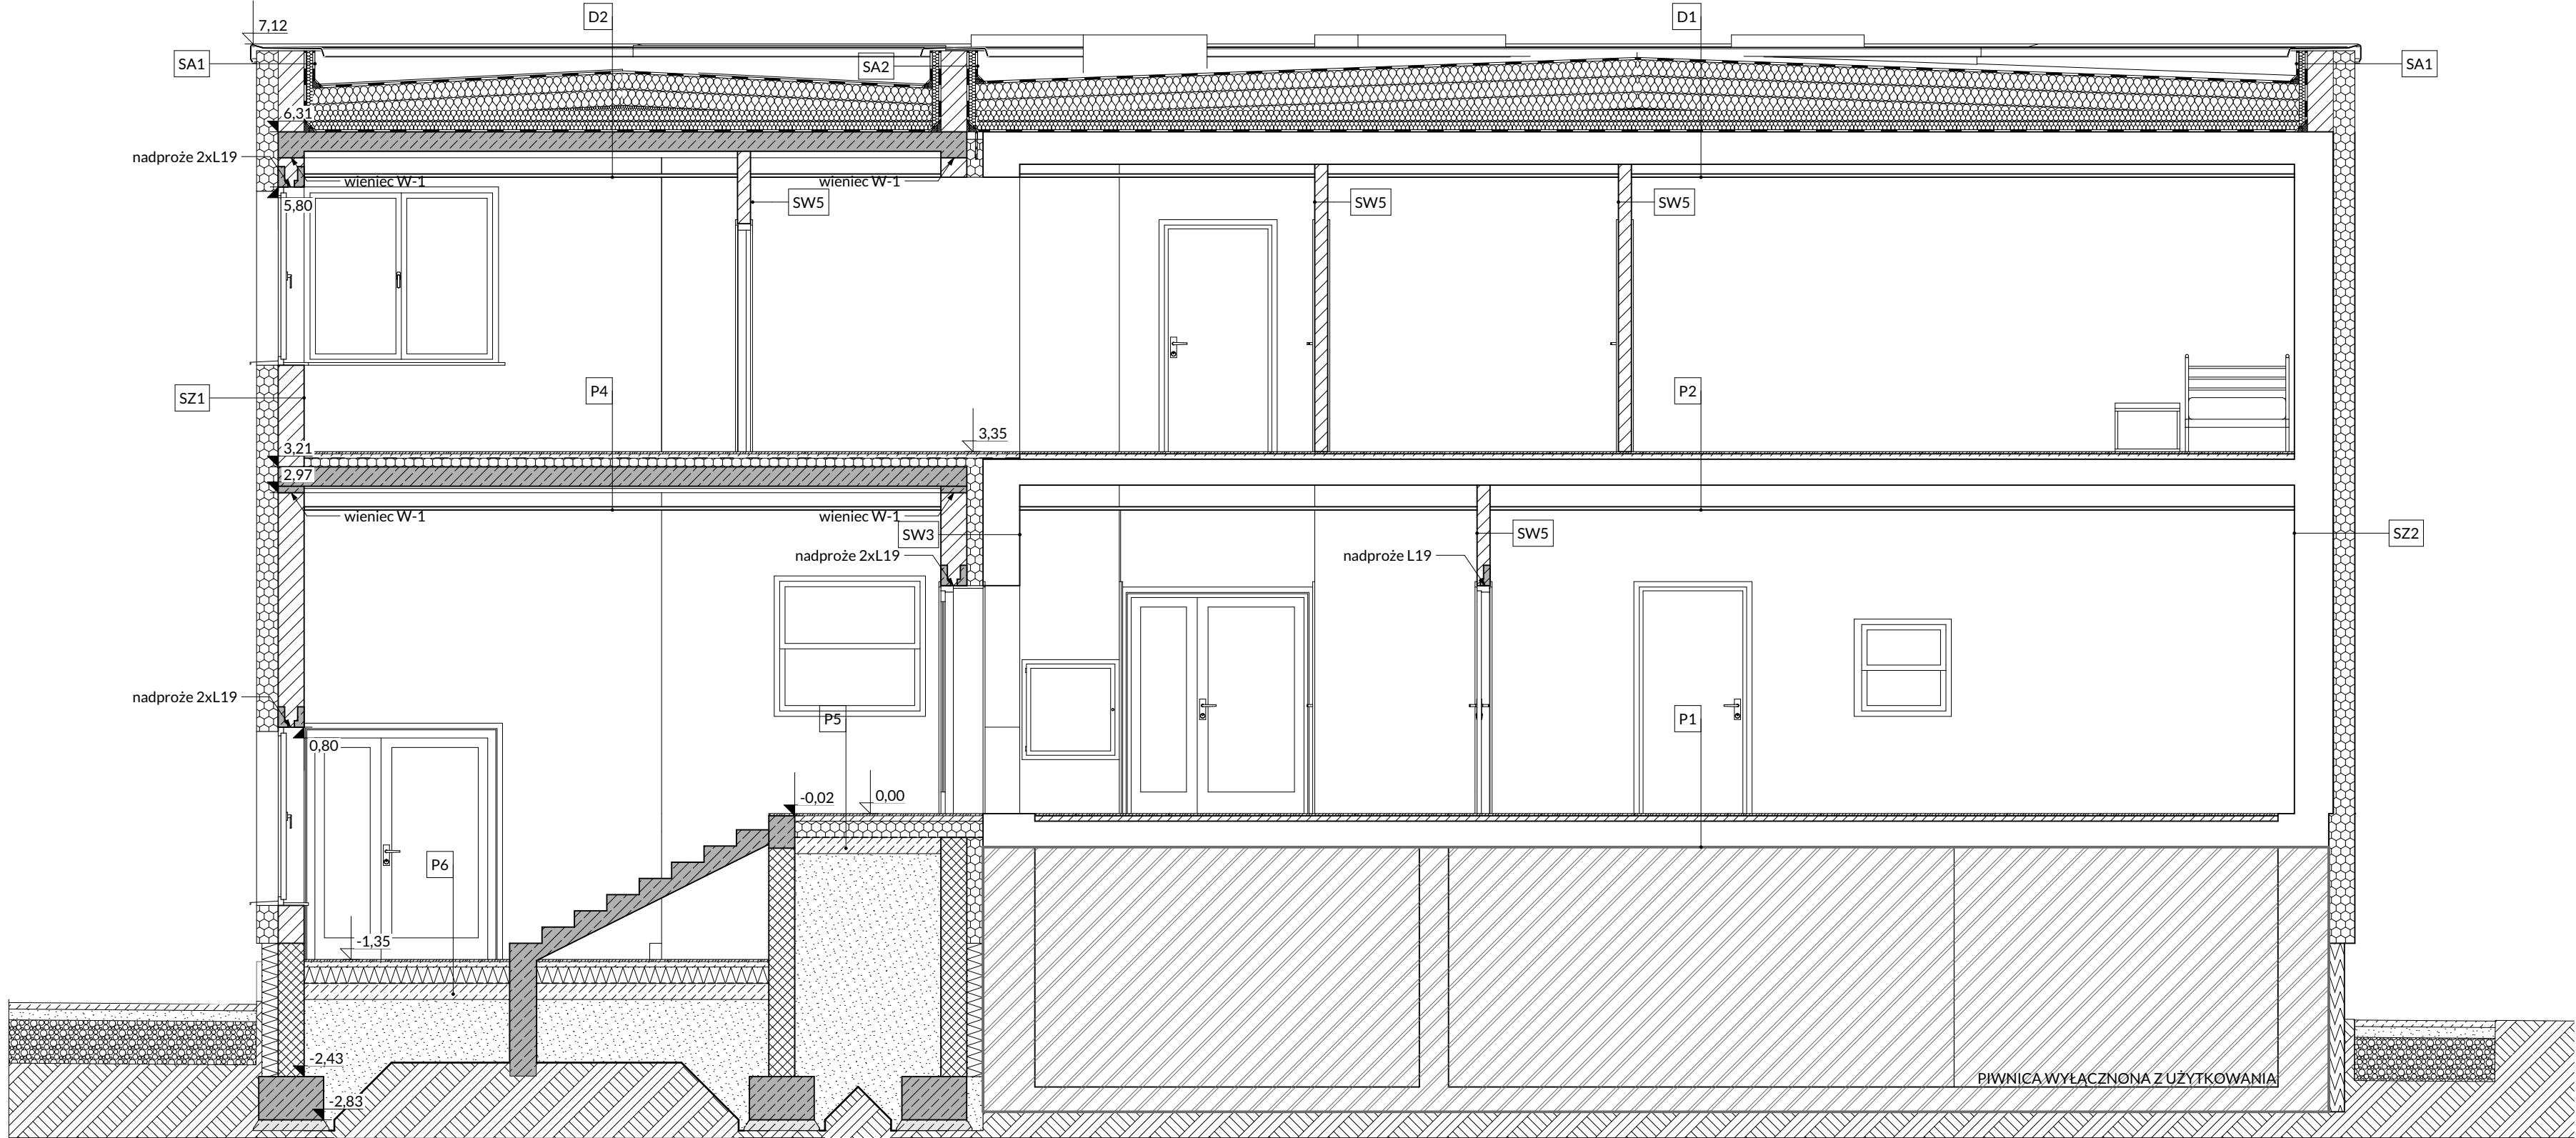 D2
D1
7,12
SA1
SA2
SA1
6,31
nadproże 2xL19
wieniec W-1
wieniec W-1
5,80
SW5
SW5
SW5
SZ1
P4
P2
3,35
3,21
2,97
wieniec W-1
wieniec W-1
SW3
SW5
SZ2
nadproże 2xL19
nadproże L19
nadproże 2xL19
P5
P1
0,80
-0,02
0,00
P6
-1,35
-2,43
PIWNICA WYŁĄCZNONA Z UŻYTKOWANIA
-2,83